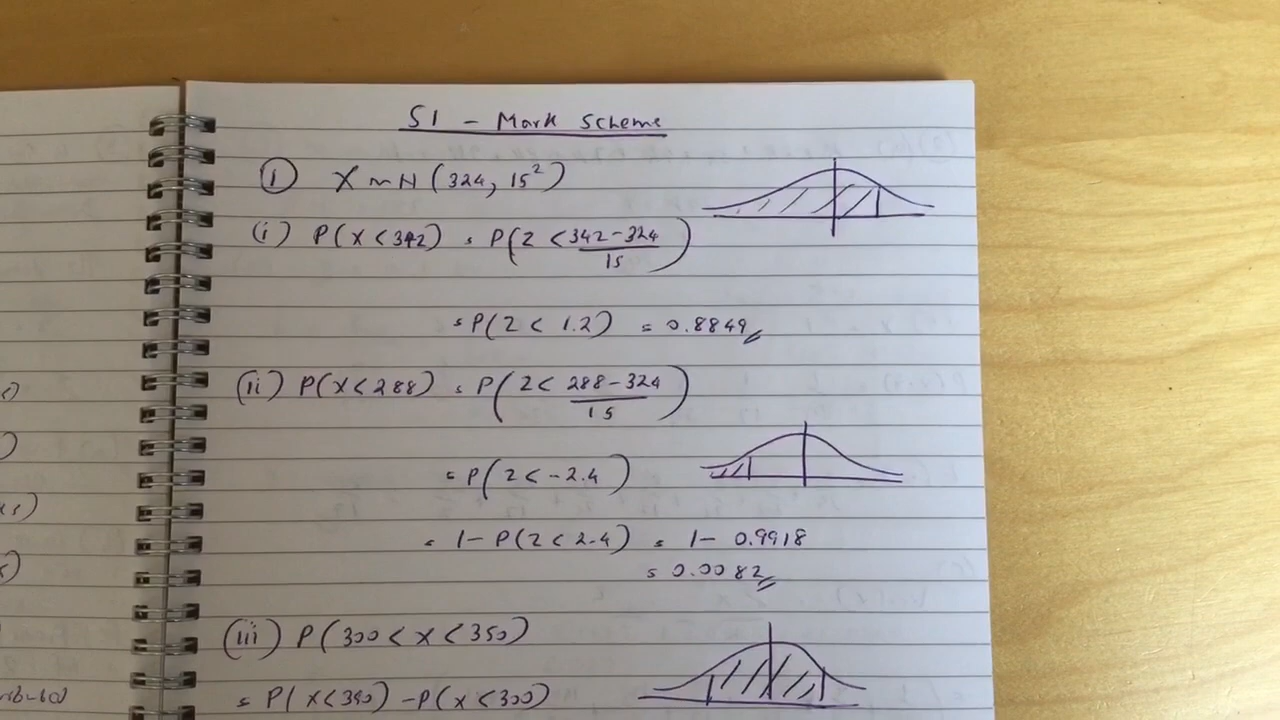 S1 - Mark Scheme
① X ~ N (324, 15²)
(i) P(X < 342) = P(Z < (342-324)/15)
= P(Z < 1.2) = 0.8849
(ii) P(X < 288) = P(Z < (288-324)/15)
= P(Z < -2.4)
= 1 - P(Z < 2.4) = 1 - 0.9918
= 0.0082
(iii) P(300 < X < 350)
= P(X < 350) - P(X < 300)